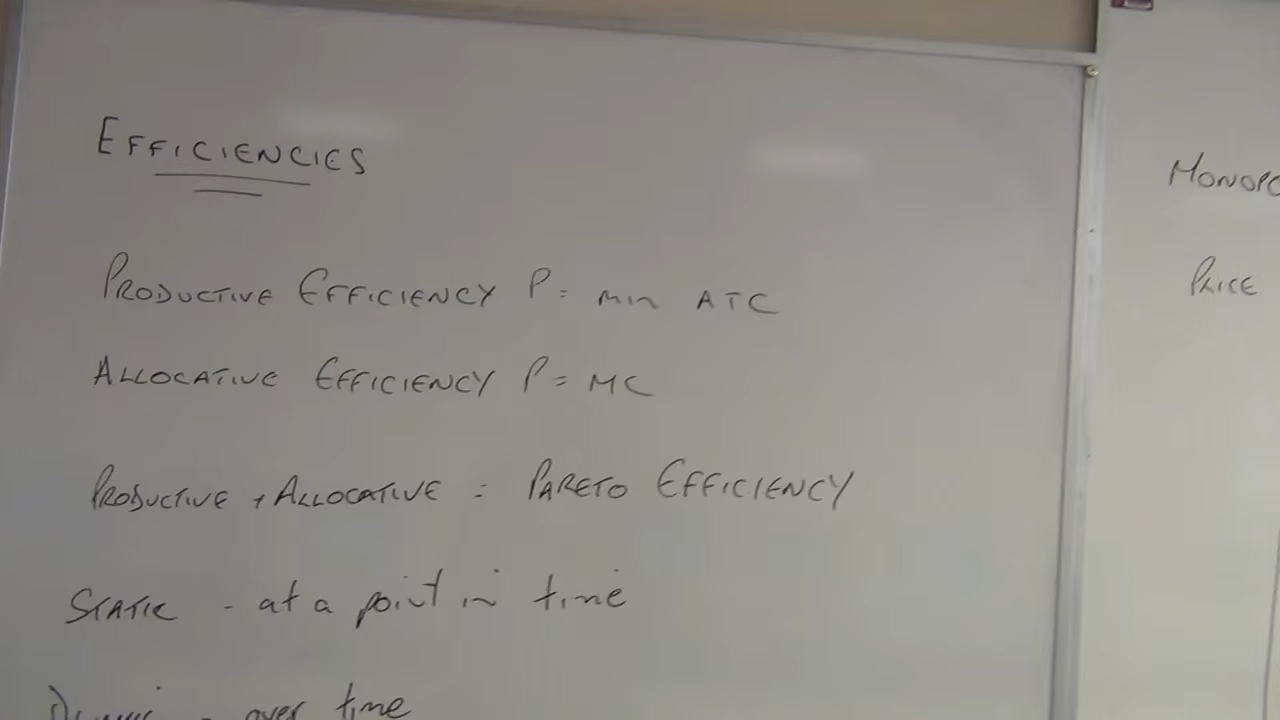 EFFICIENCIES
PRODUCTIVE EFFICIENCY P = min ATC
ALLOCATIVE EFFICIENCY P = MC
PRODUCTIVE + ALLOCATIVE = PARETO EFFICIENCY
STATIC - at a point in time
- over time
MONOPO
PRICE